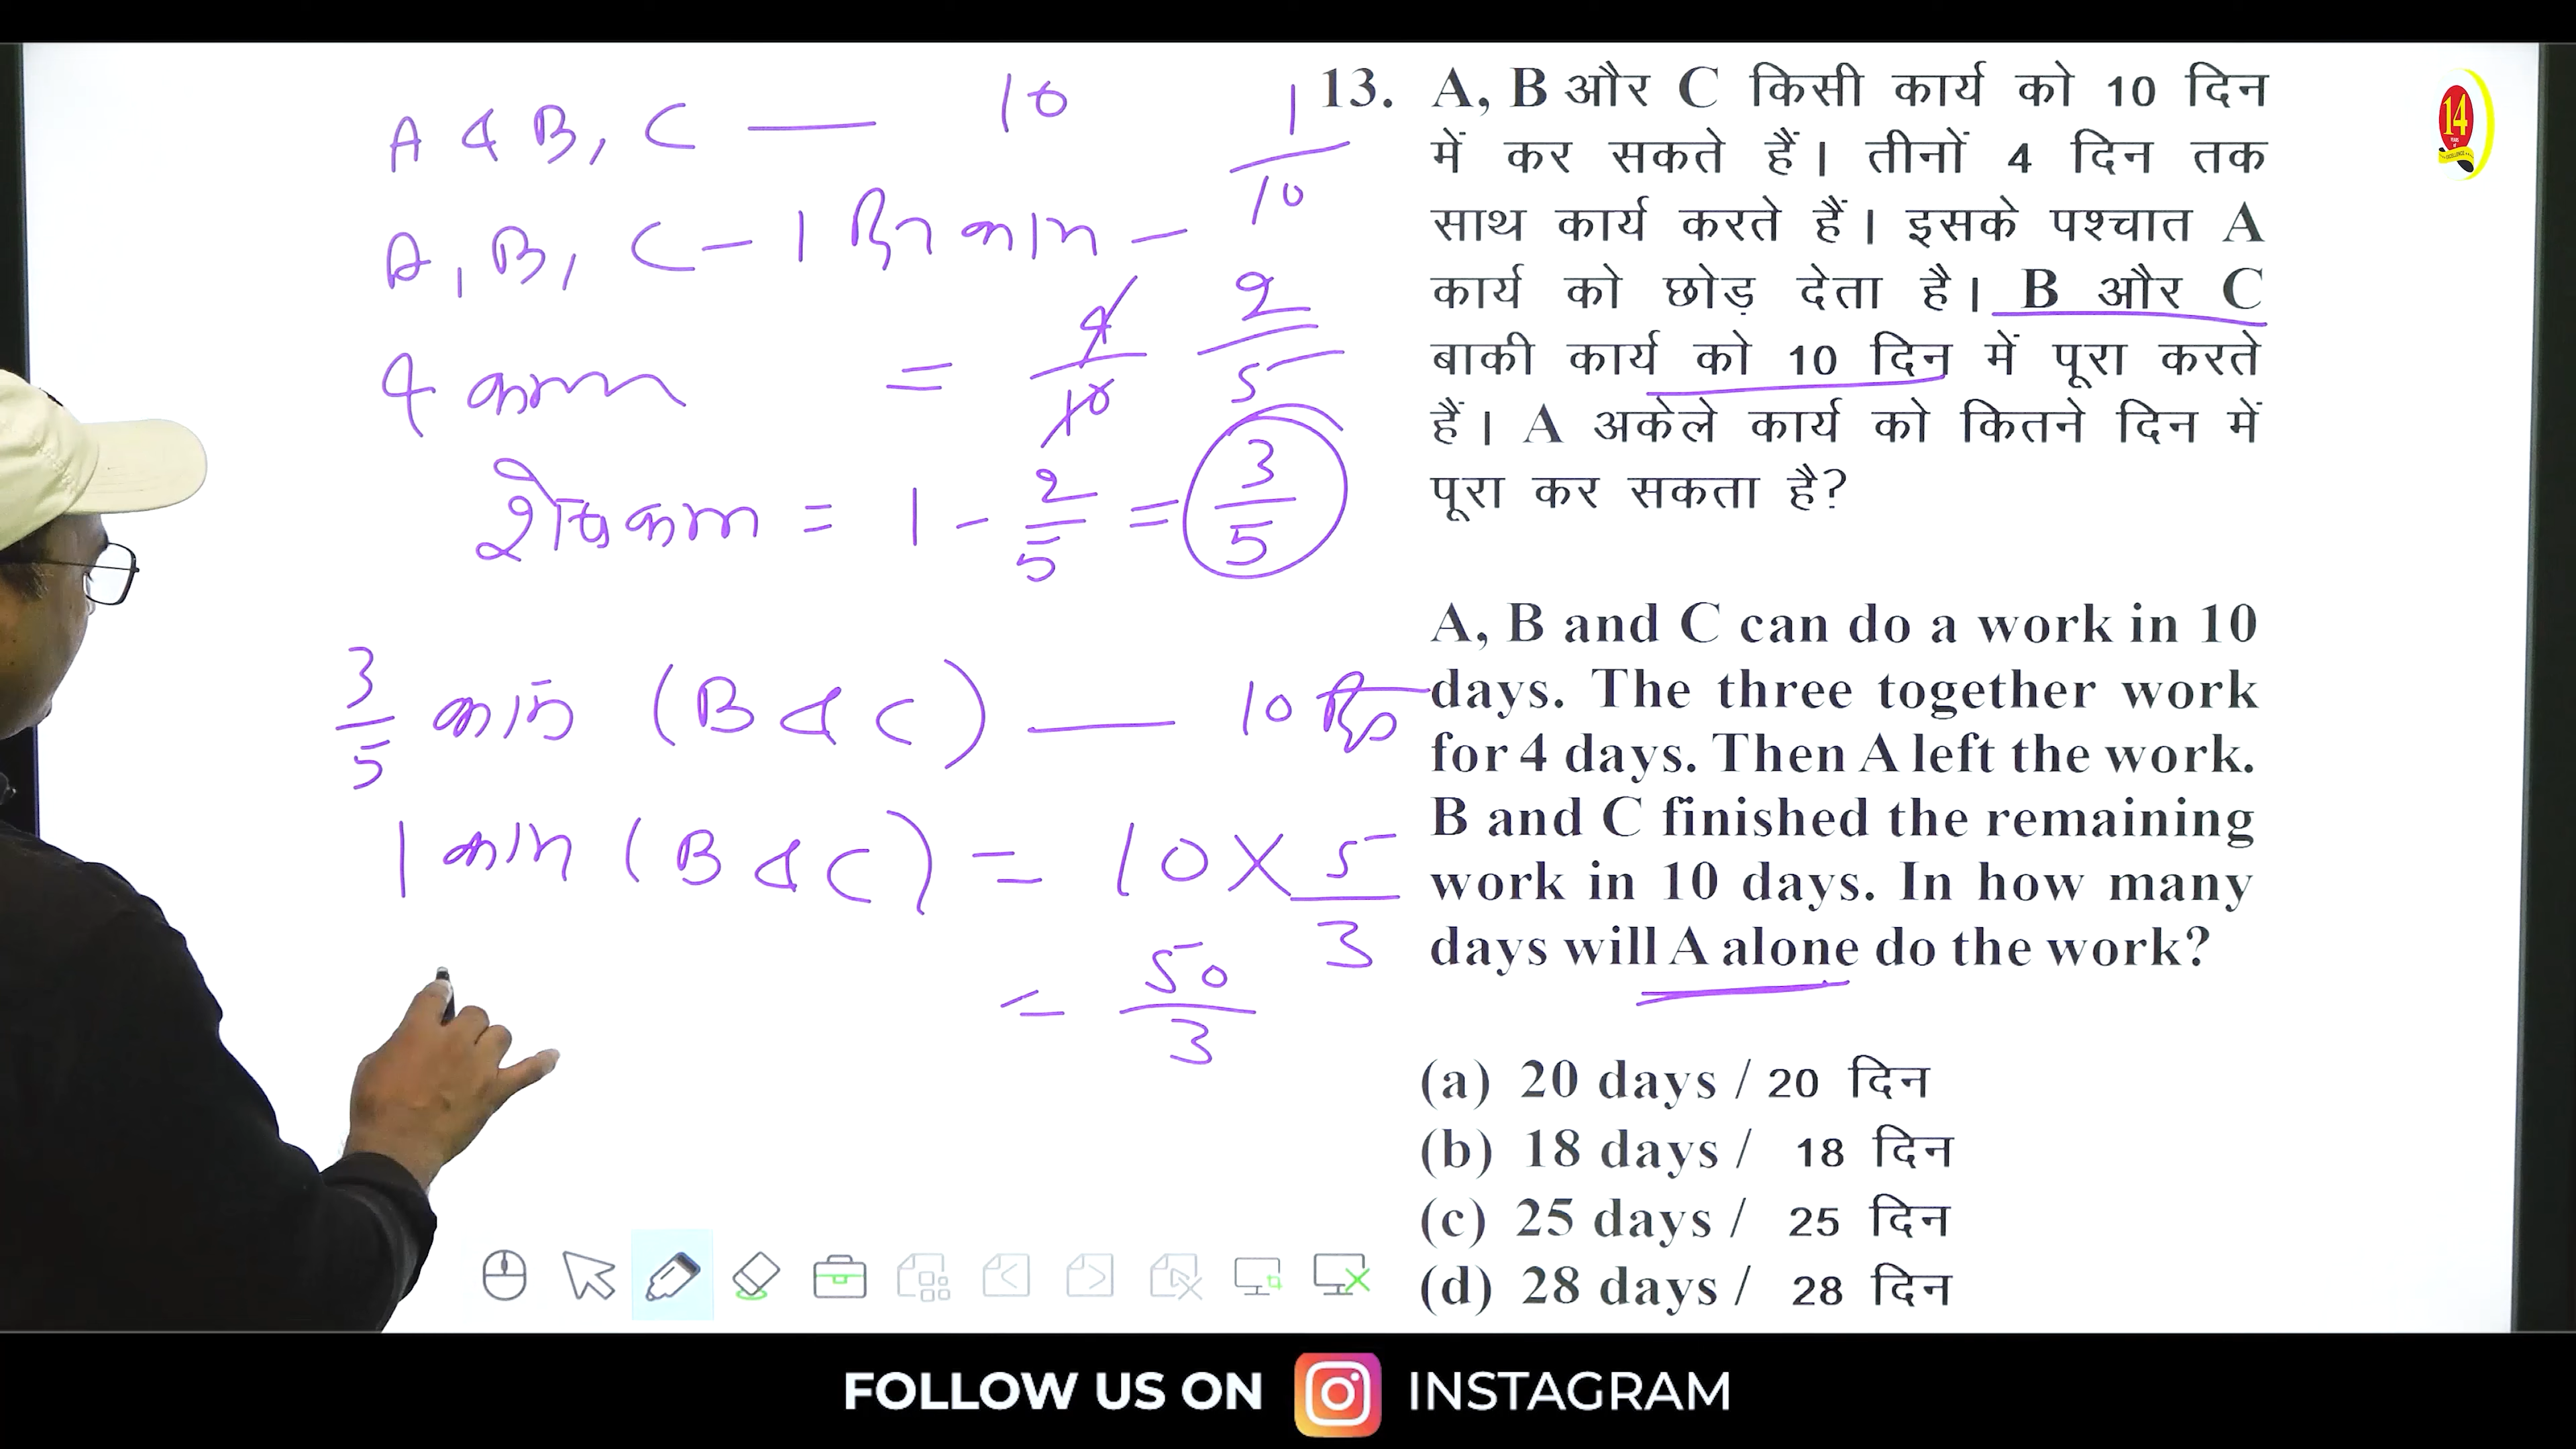 A & B, C — 10
1/10
A, B, C — 1 दिन काम —
4 काम = 4/10 2/5
शेष काम = 1 - 2/5 = 3/5
3/5 काम (B & C) — 10 दिन
1 काम (B & C) = 10 × 5/3
= 50/3
13. A, B और C किसी कार्य को 10 दिन
में कर सकते हैं। तीनों 4 दिन तक
साथ कार्य करते हैं। इसके पश्चात A
कार्य को छोड़ देता है। B और C
बाकी कार्य को 10 दिन में पूरा करते
हैं। A अकेले कार्य को कितने दिन में
पूरा कर सकता है?
A, B and C can do a work in 10
days. The three together work
for 4 days. Then A left the work.
B and C finished the remaining
work in 10 days. In how many
days will A alone do the work?
(a) 20 days / 20 दिन
(b) 18 days / 18 दिन
(c) 25 days / 25 दिन
(d) 28 days / 28 दिन
14
FOLLOW US ON INSTAGRAM